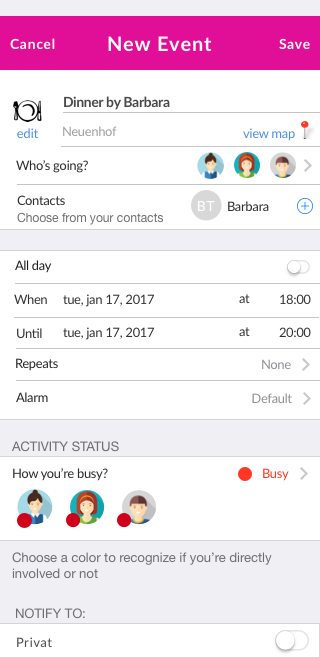 Cancel New Event Save
Dinner by Barbara
edit Neuenhof view map
Who's going?
Contacts
Choose from your contacts BT Barbara
All day
When tue, jan 17, 2017 at 18:00
Until tue, jan 17, 2017 at 20:00
Repeats None
Alarm Default
ACTIVITY STATUS
How you're busy? Busy
Choose a color to recognize if you're directly
involved or not
NOTIFY TO:
Privat